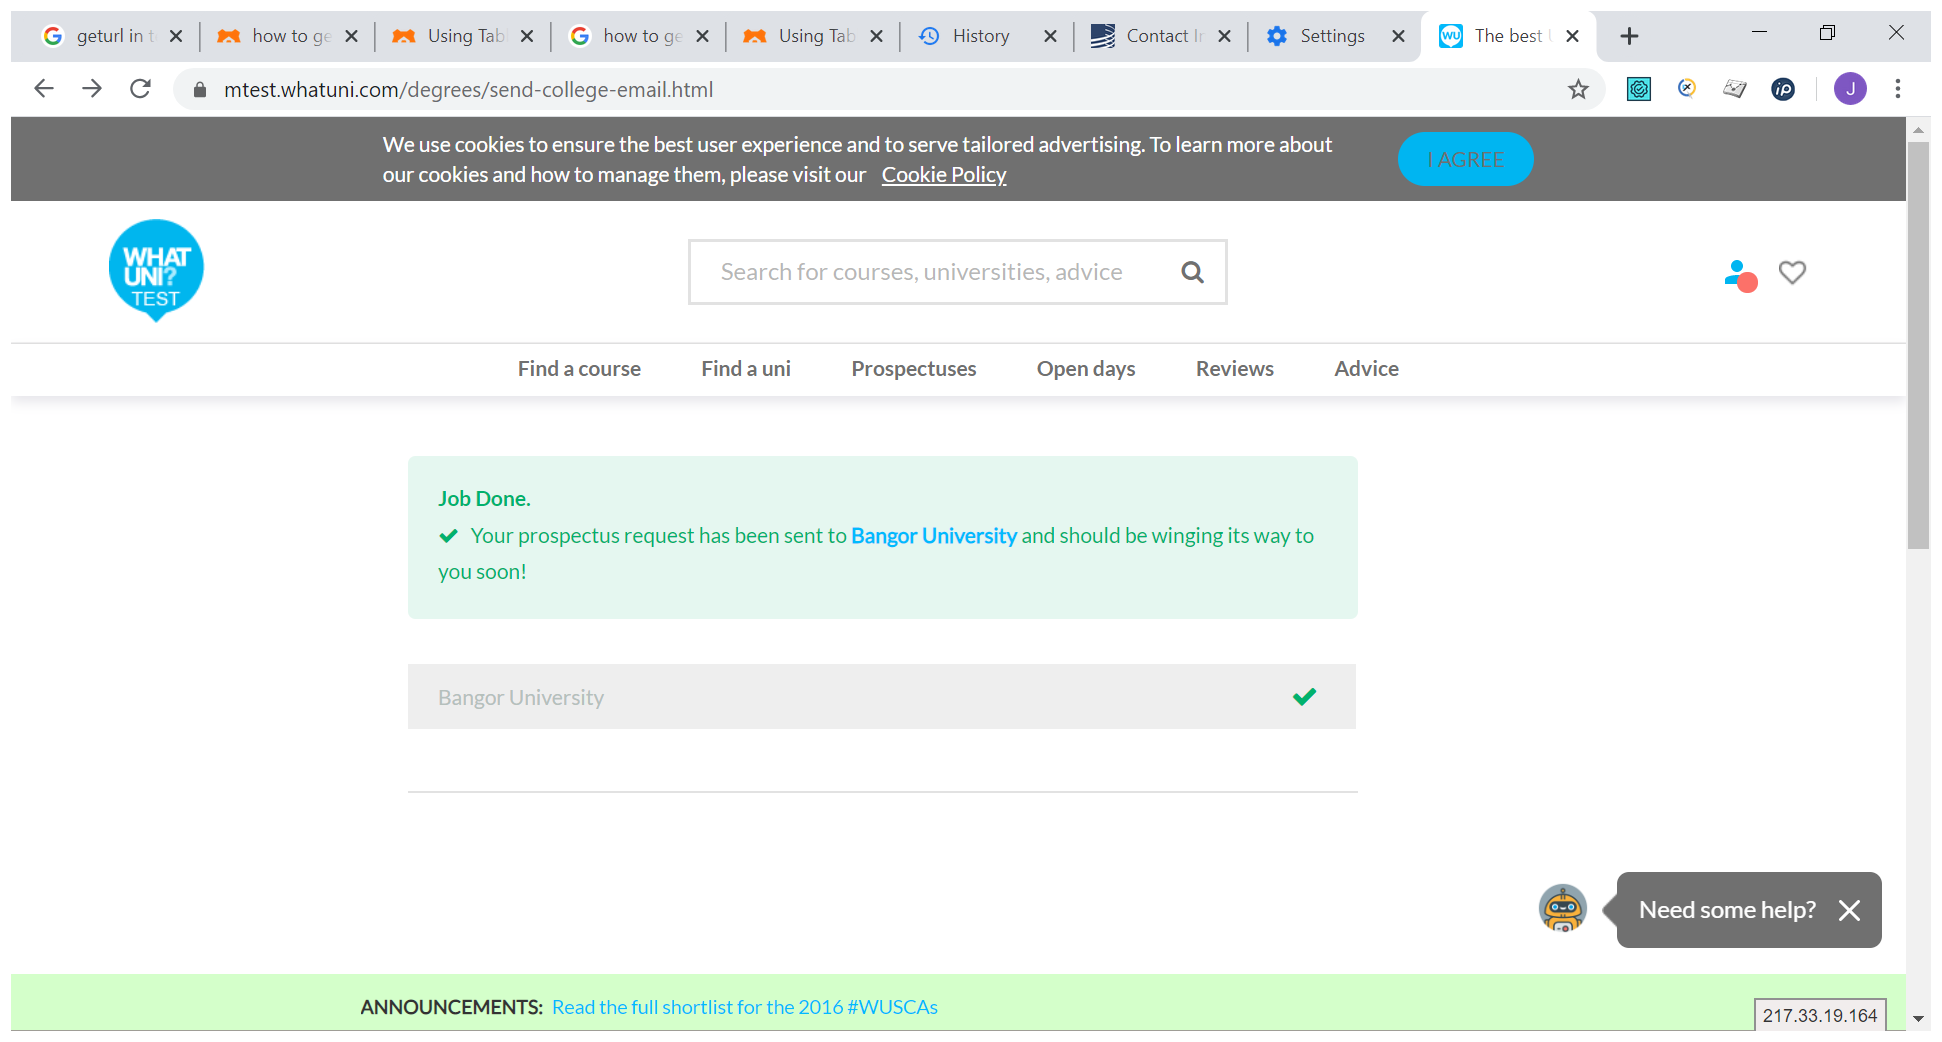 geturl in t
how to ge
Using Tab
how to ge
Using Tab
History
Contact In
Settings
The best U
mtest.whatuni.com/degrees/send-college-email.html
J
We use cookies to ensure the best user experience and to serve tailored advertising. To learn more about
our cookies and how to manage them, please visit our Cookie Policy
I AGREE
WHAT
UNI?
TEST
Search for courses, universities, advice
Find a course
Find a uni
Prospectuses
Open days
Reviews
Advice
Job Done.
Your prospectus request has been sent to Bangor University and should be winging its way to
you soon!
Bangor University
Need some help?
ANNOUNCEMENTS: Read the full shortlist for the 2016 #WUSCAs
217.33.19.164